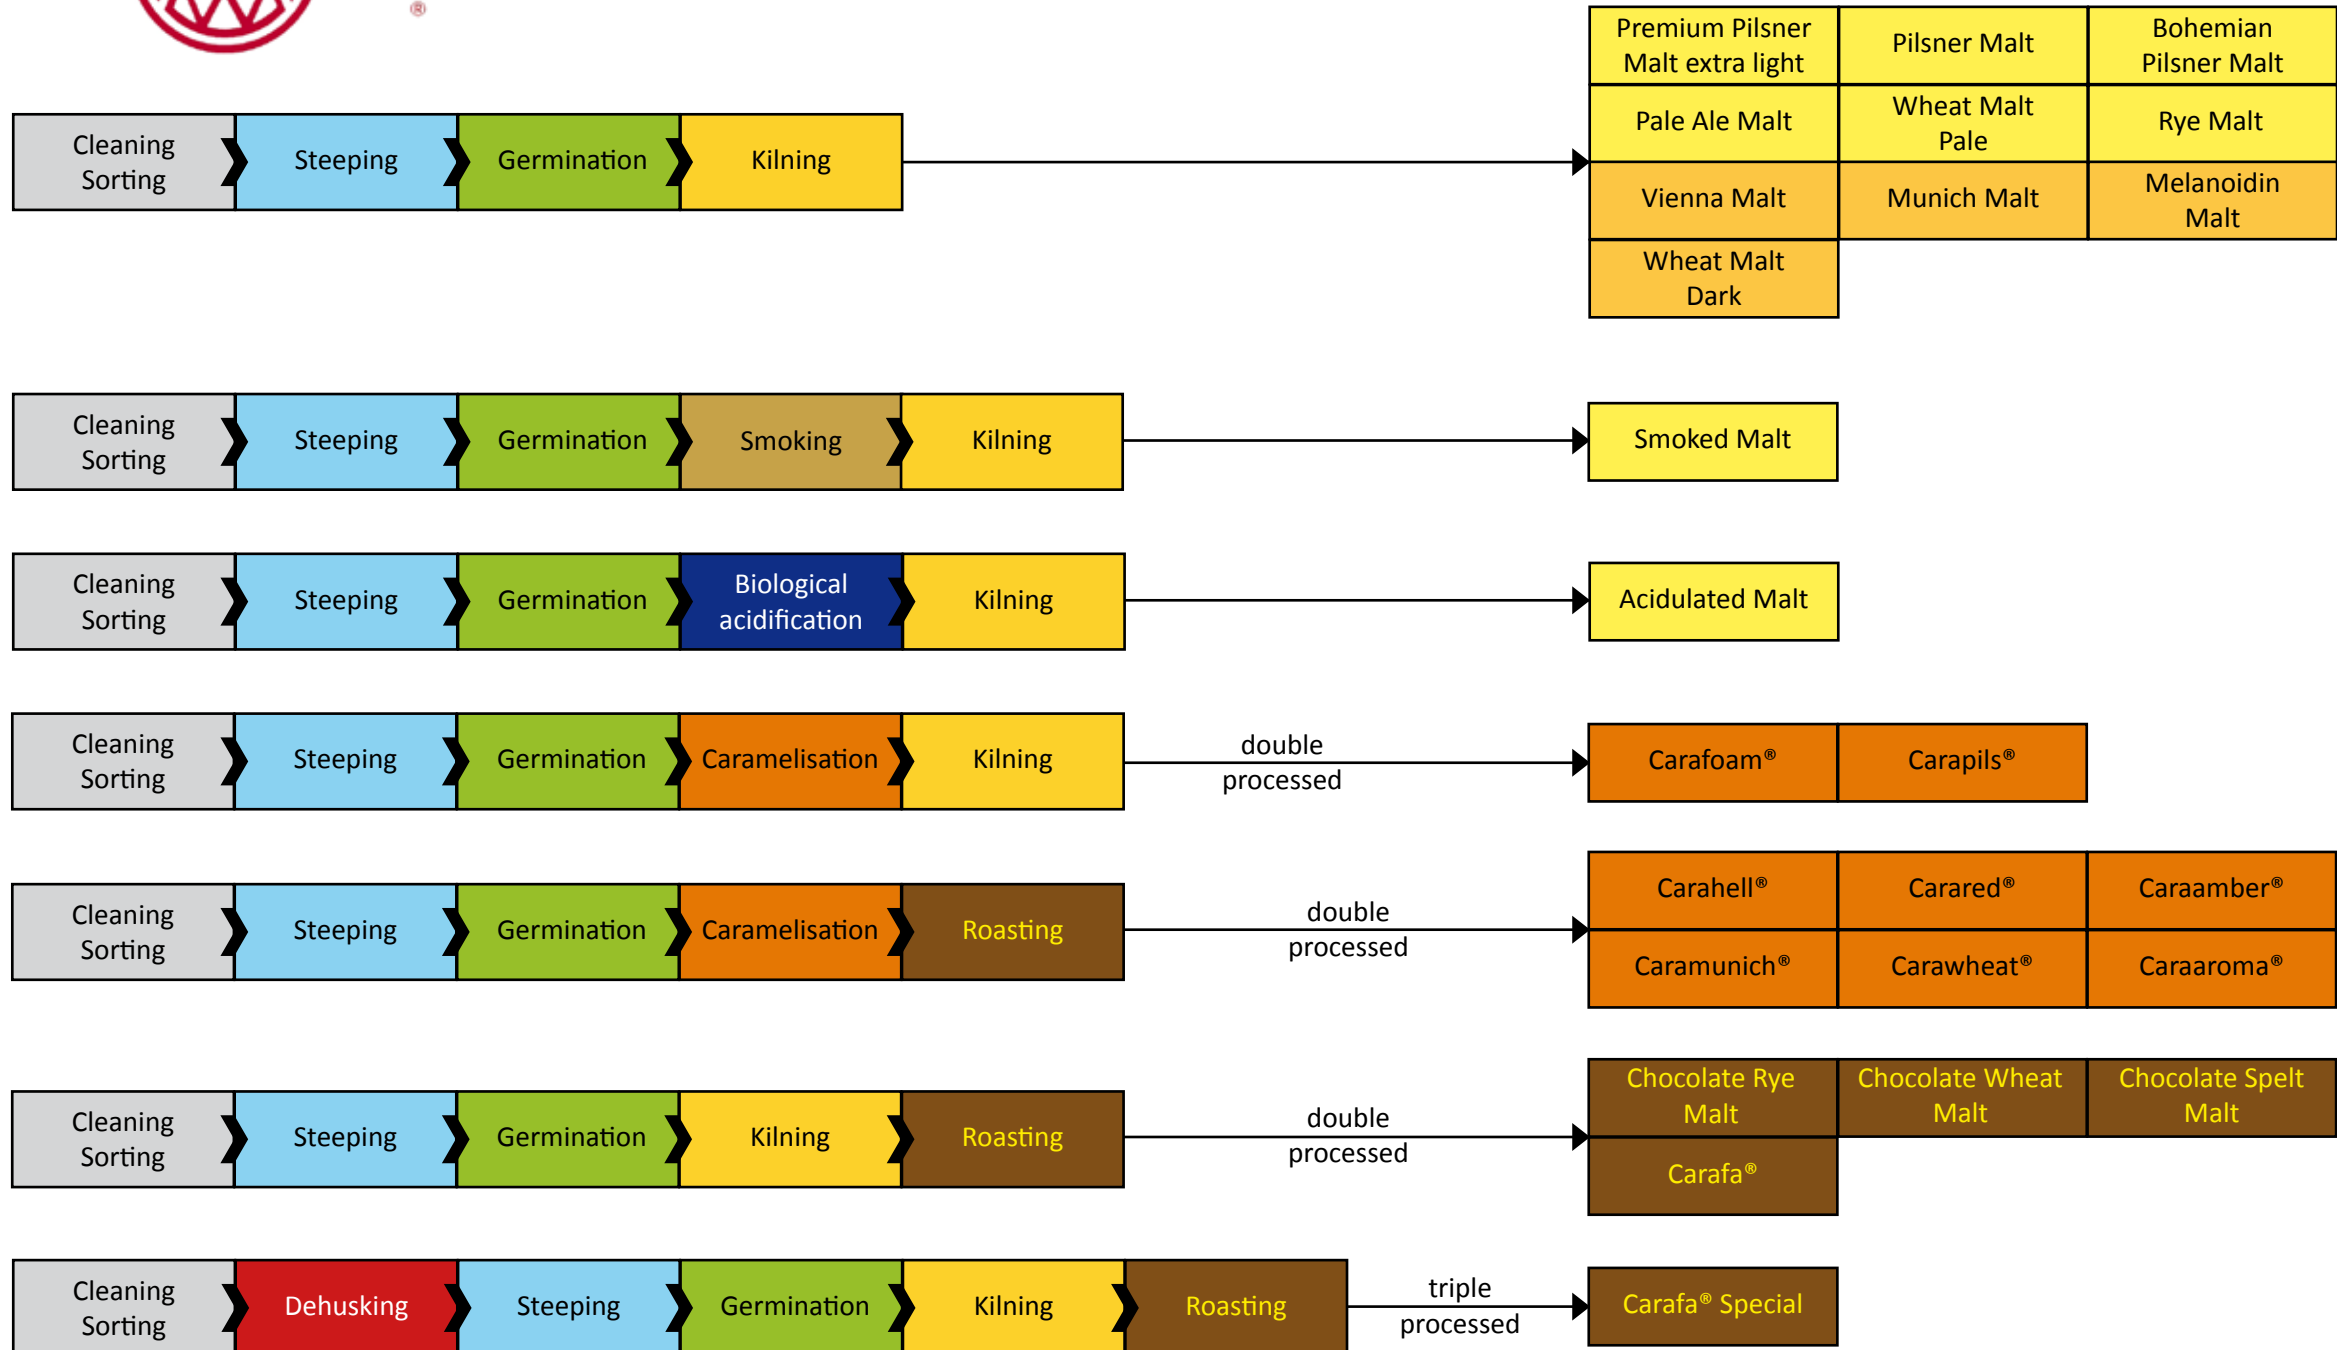 ®
Premium Pilsner
Malt extra light
Pilsner Malt
Bohemian
Pilsner Malt
Cleaning
Sorting
Steeping
Germination
Kilning
Pale Ale Malt
Wheat Malt
Pale
Rye Malt
Vienna Malt
Munich Malt
Melanoidin
Malt
Wheat Malt
Dark
Cleaning
Sorting
Steeping
Germination
Smoking
Kilning
Smoked Malt
Cleaning
Sorting
Steeping
Germination
Biological
acidification
Kilning
Acidulated Malt
Cleaning
Sorting
Steeping
Germination
Caramelisation
Kilning
double
processed
Carafoam®
Carapils®
Cleaning
Sorting
Steeping
Germination
Caramelisation
Roasting
double
processed
Carahell®
Carared®
Caraamber®
Caramunich®
Carawheat®
Caraaroma®
Cleaning
Sorting
Steeping
Germination
Kilning
Roasting
double
processed
Chocolate Rye
Malt
Chocolate Wheat
Malt
Chocolate Spelt
Malt
Carafa®
Cleaning
Sorting
Dehusking
Steeping
Germination
Kilning
Roasting
triple
processed
Carafa® Special